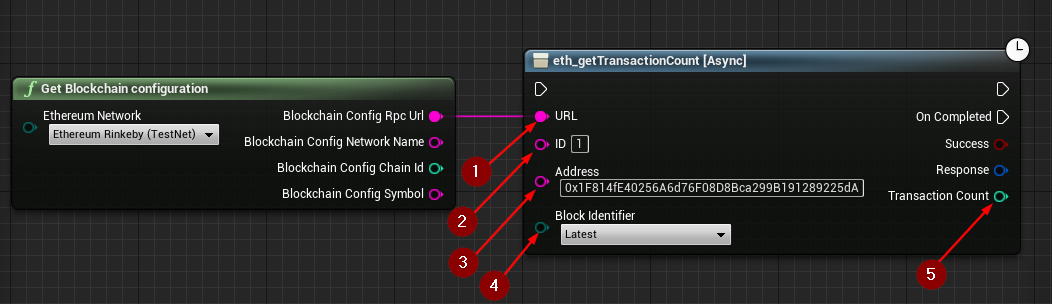 f Get Blockchain configuration
Ethereum Network
Ethereum Rinkeby (TestNet)
Blockchain Config Rpc Url
Blockchain Config Network Name
Blockchain Config Chain Id
Blockchain Config Symbol
eth_getTransactionCount [Async]
URL
ID 1
Address
0x1F814fE40256A6d76F08D8Bca299B191289225dA
Block Identifier
Latest
On Completed
Success
Response
Transaction Count
1
2
3
4
5